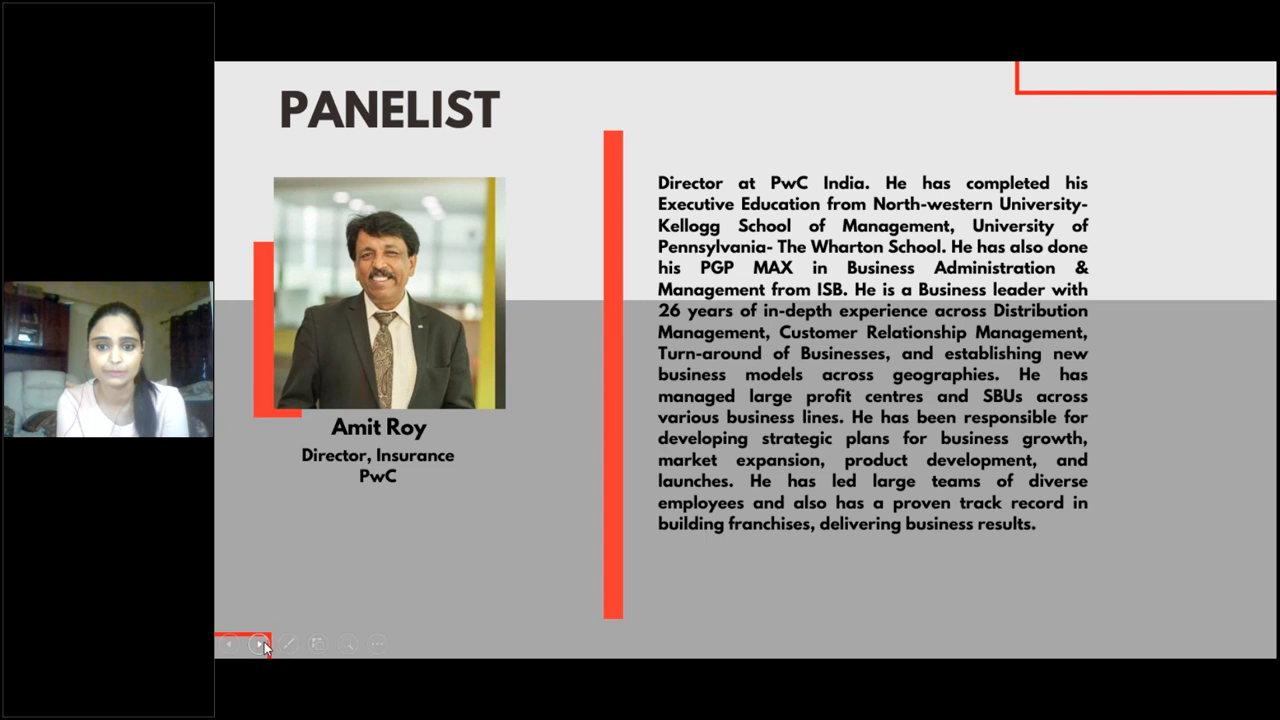 PANELIST
Director at PwC India. He has completed his
Executive Education from North-western University-
Kellogg School of Management, University of
Pennsylvania- The Wharton School. He has also done
his PGP MAX in Business Administration &
Management from ISB. He is a Business leader with
26 years of in-depth experience across Distribution
Management, Customer Relationship Management,
Turn-around of Businesses, and establishing new
business models across geographies. He has
managed large profit centres and SBUs across
various business lines. He has been responsible for
developing strategic plans for business growth,
market expansion, product development, and
launches. He has led large teams of diverse
employees and also has a proven track record in
building franchises, delivering business results.
Amit Roy
Director, Insurance
PwC